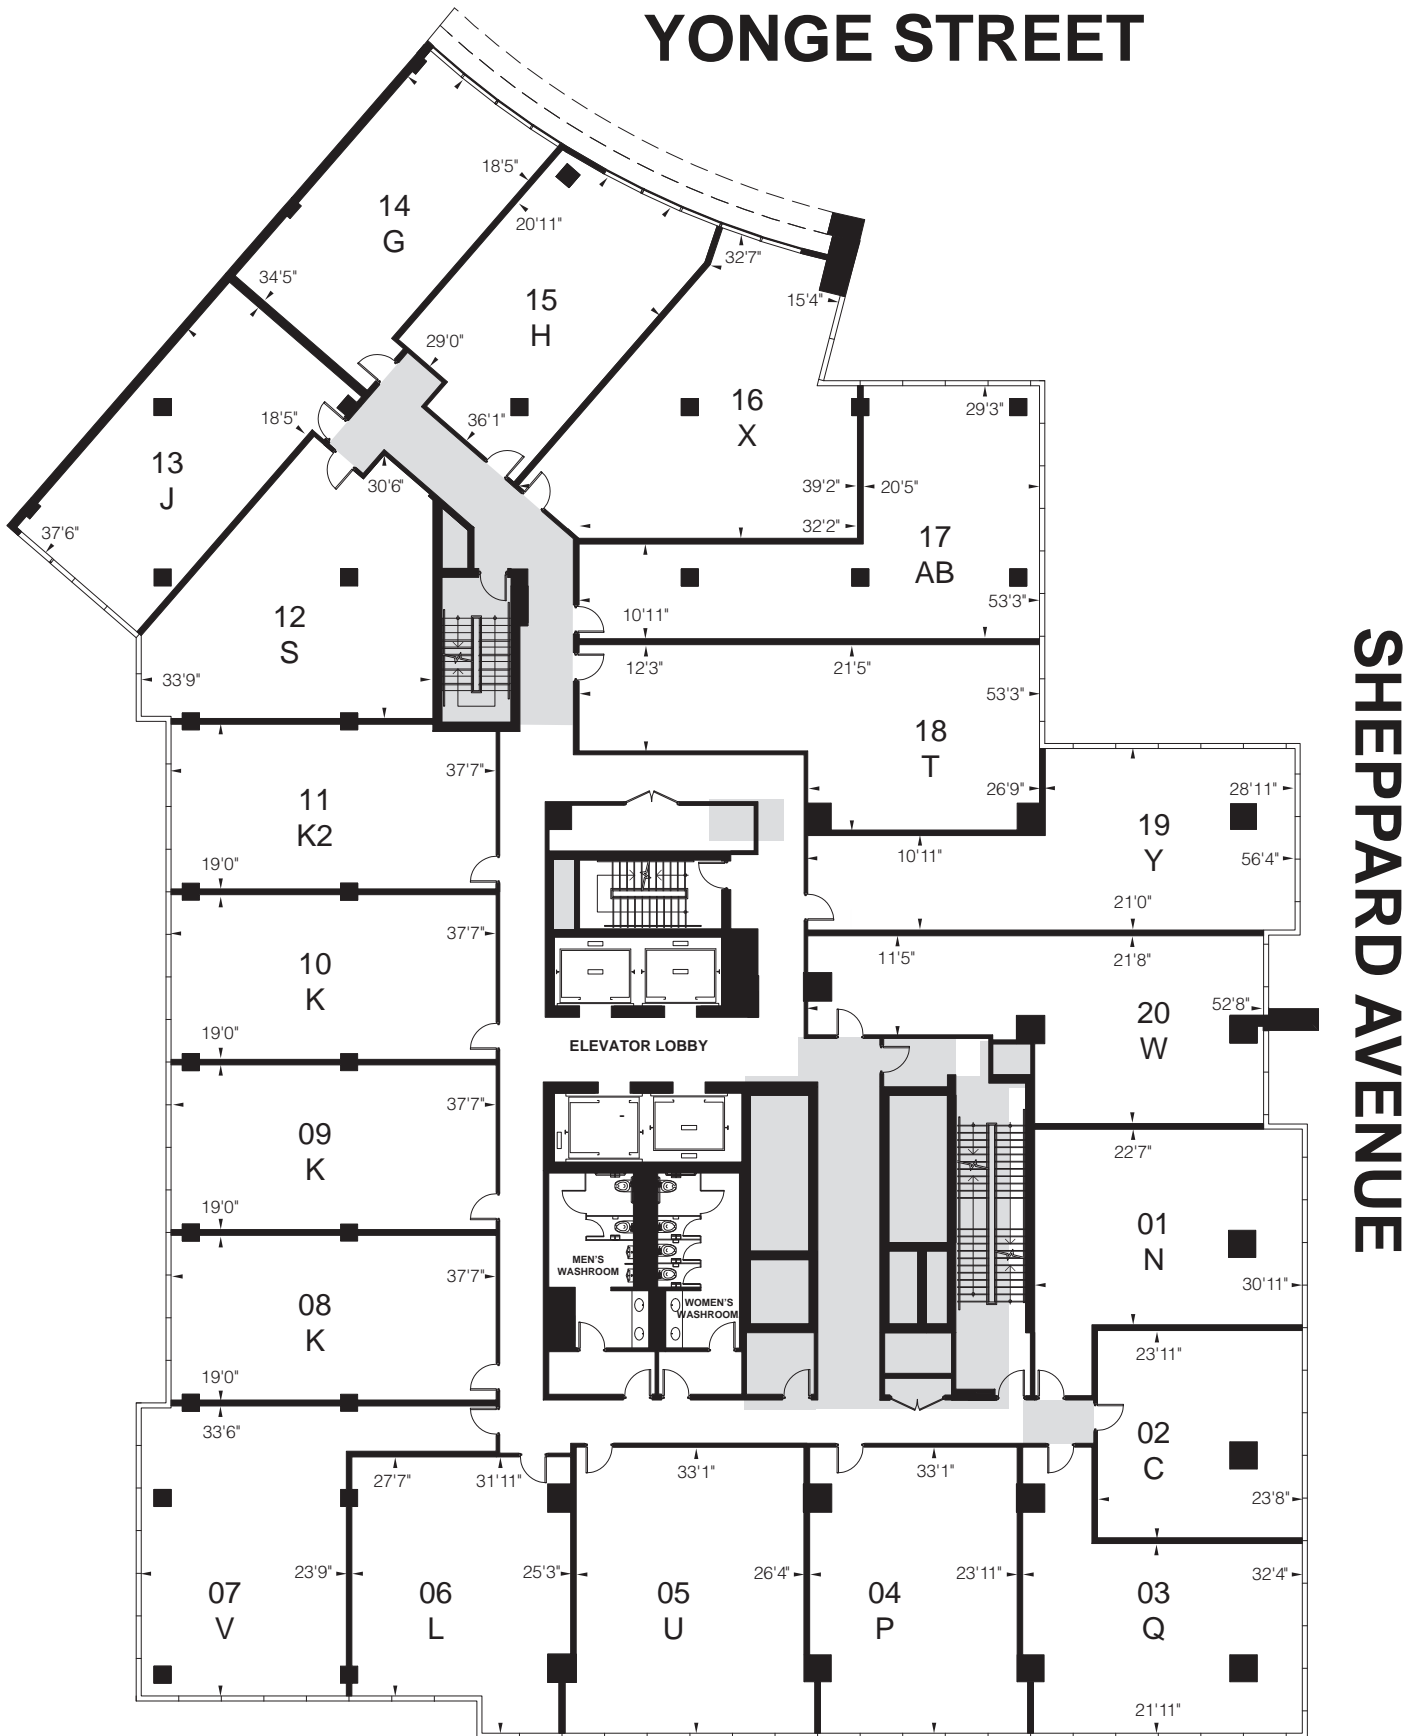 YONGE STREET
18'5"
14
G
20'11"
32'7"
34'5"
15
H
15'4"
29'0"
16
X
29'3"
18'5"
36'1"
13
J
30'6"
39'2"
20'5"
37'6"
32'2"
17
AB
53'3"
10'11"
12
S
12'3"
21'5"
33'9"
53'3"
SHEPPARD AVENUE
18
T
37'7"
26'9"
28'11"
11
K2
19
Y
19'0"
10'11"
56'4"
21'0"
37'7"
11'5"
21'8"
10
K
52'8"
20
W
19'0"
ELEVATOR LOBBY
37'7"
09
K
22'7"
19'0"
01
N
MEN'S
WASHROOM
37'7"
30'11"
08
K
WOMEN'S
WASHROOM
19'0"
23'11"
33'6"
02
C
27'7"
31'11"
33'1"
33'1"
23'8"
23'9"
25'3"
26'4"
23'11"
32'4"
07
V
06
L
05
U
04
P
03
Q
21'11"